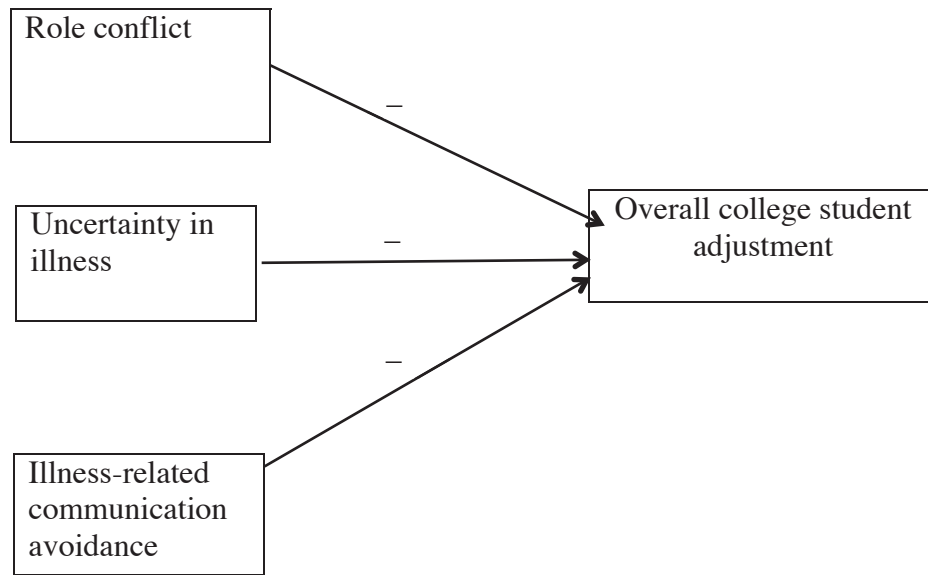 Role conflict
–
Uncertainty in
illness
–
Overall college student
adjustment
–
Illness-related
communication
avoidance